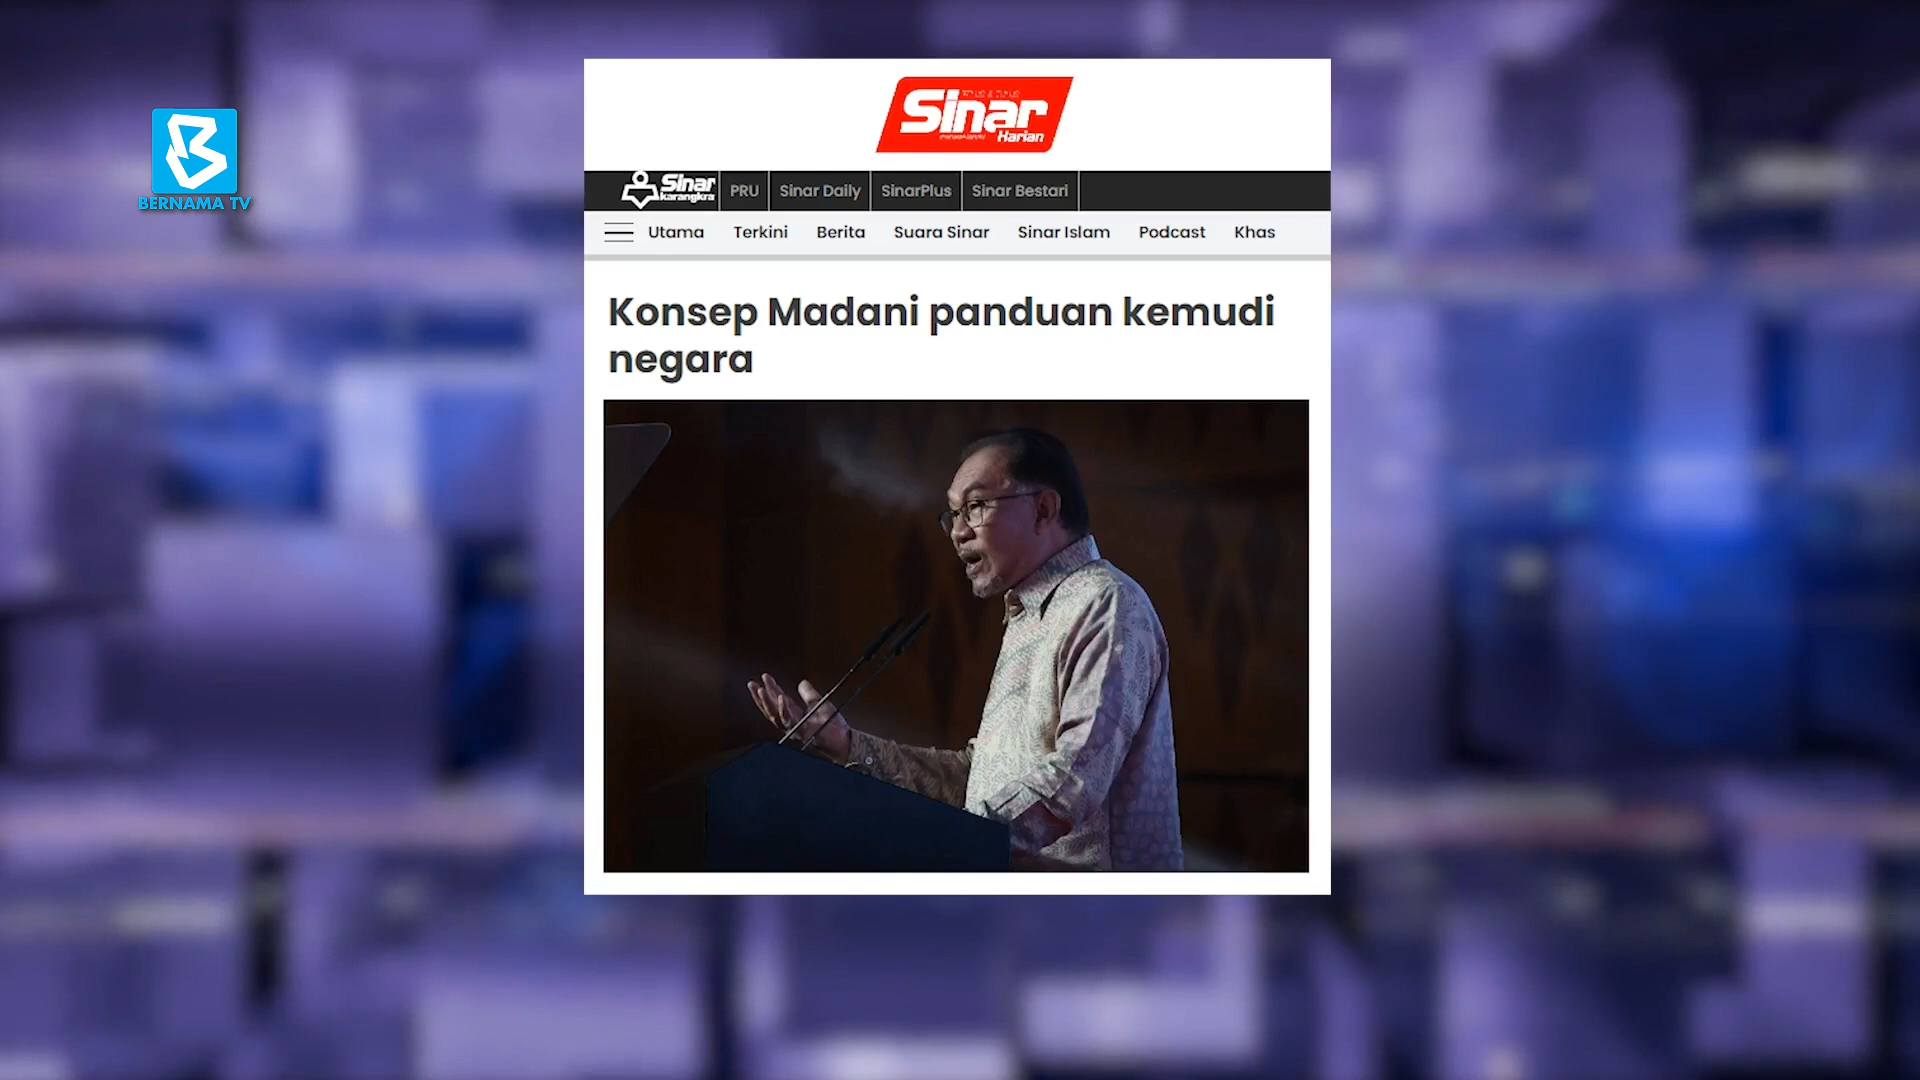 BERNAMA TV
Sinar
Harian
Sinar
karangkraf
PRU
Sinar Daily
SinarPlus
Sinar Bestari
Utama
Terkini
Berita
Suara Sinar
Sinar Islam
Podcast
Khas
Konsep Madani panduan kemudi
negara